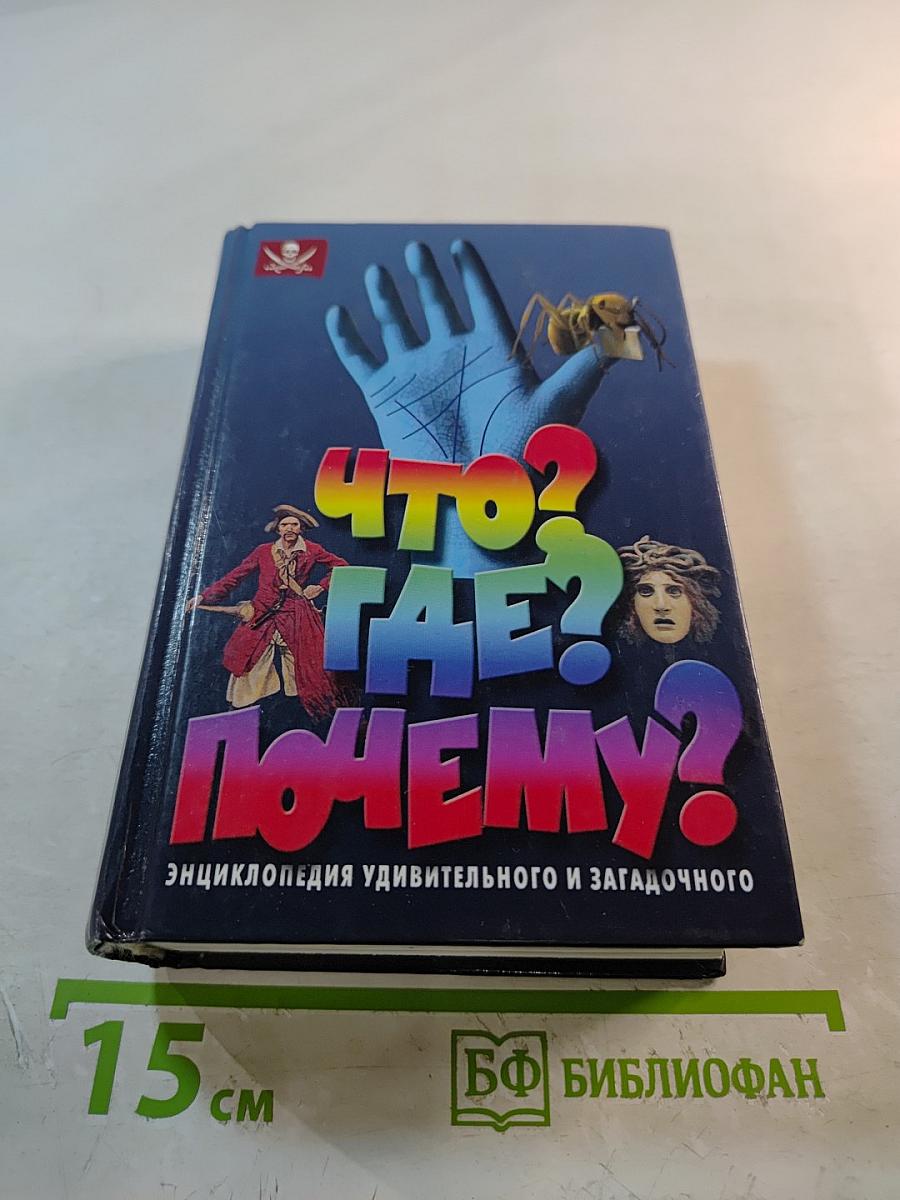 ЧТО?
ГДЕ?
ПОЧЕМУ?
ЭНЦИКЛОПЕДИЯ УДИВИТЕЛЬНОГО И ЗАГАДОЧНОГО
15 см
БФ БИБЛИОФАН